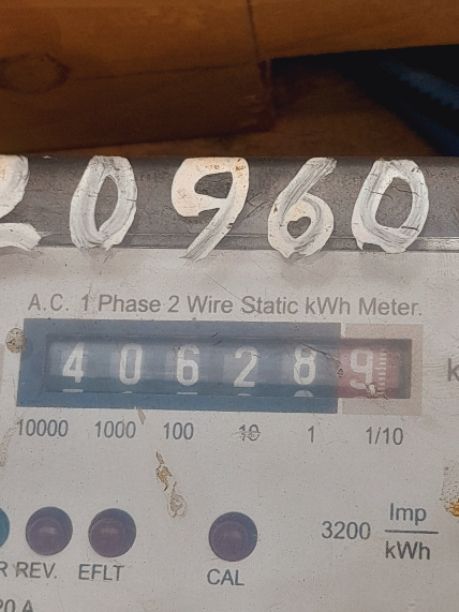 20960
A.C. 1 Phase 2 Wire Static kWh Meter.
4 0 6 2 8 9
10000 1000 100 10 1 1/10
3200 Imp
kWh
REV. EFLT CAL